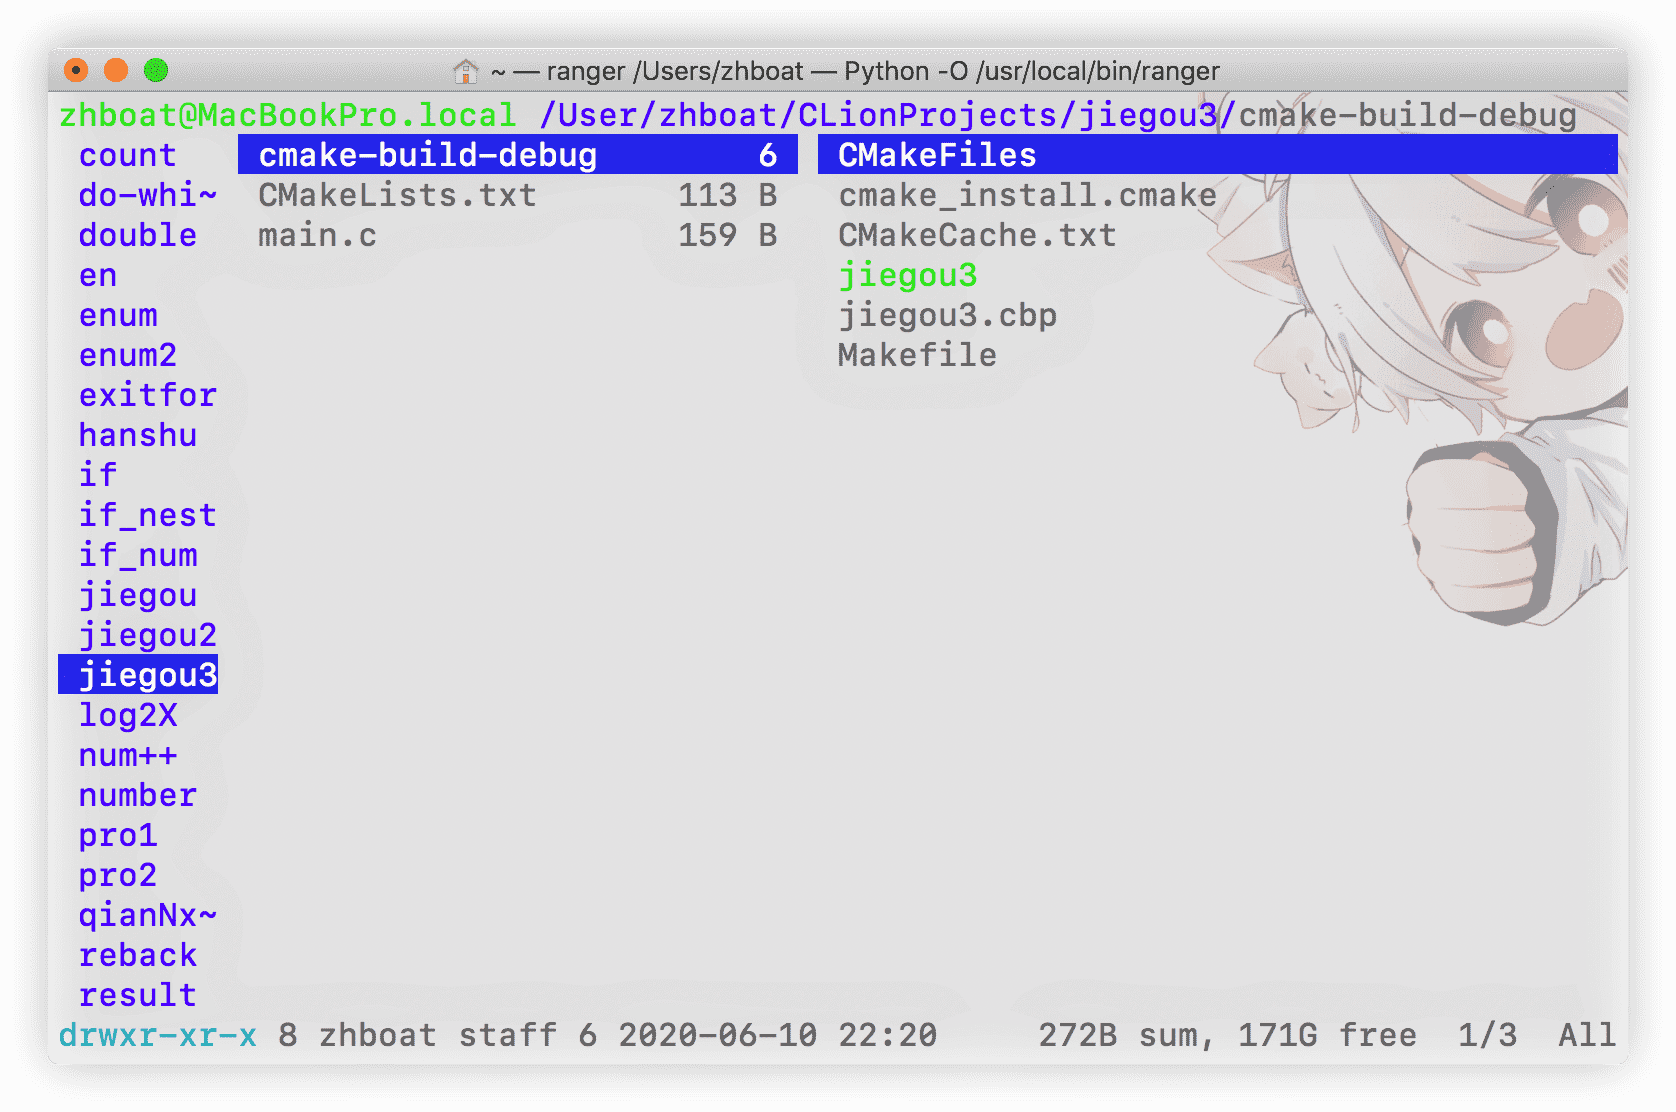 ~ — ranger /Users/zhboat — Python -O /usr/local/bin/ranger
zhboat@MacBookPro.local /User/zhboat/CLionProjects/jiegou3/cmake-build-debug
count cmake-build-debug 6 CMakeFiles
do-whi~ CMakeLists.txt 113 B cmake_install.cmake
double main.c 159 B CMakeCache.txt
en jiegou3
enum jiegou3.cbp
enum2 Makefile
exitfor
hanshu
if
if_nest
if_num
jiegou
jiegou2
jiegou3
log2X
num++
number
pro1
pro2
qianNx~
reback
result
drwxr-xr-x 8 zhboat staff 6 2020-06-10 22:20 272B sum, 171G free 1/3 All